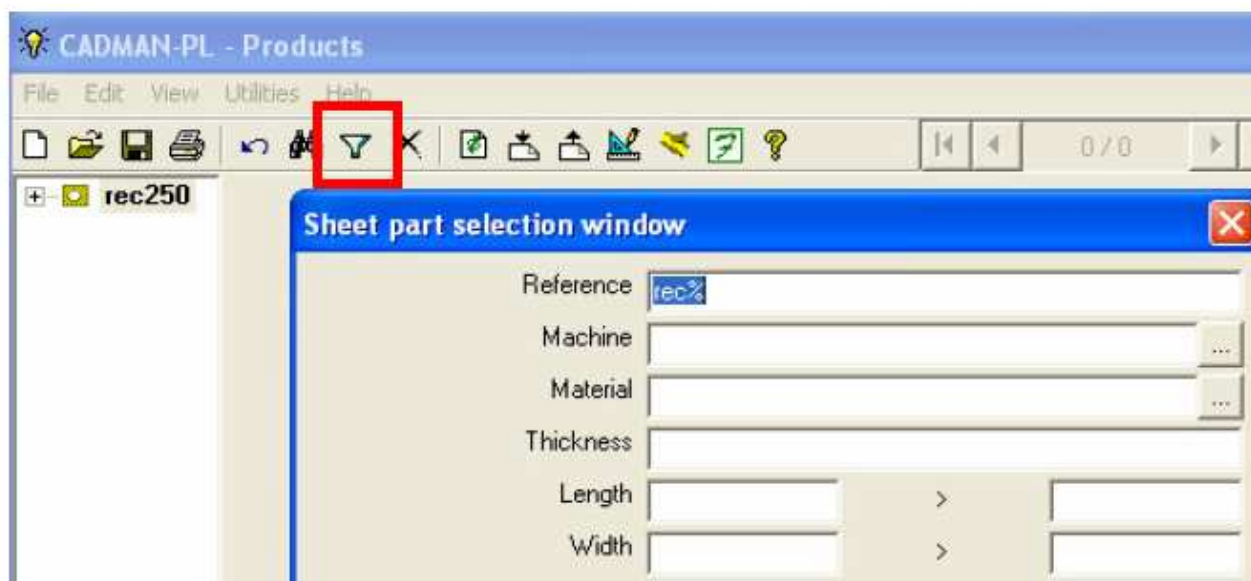 CADMAN-PL - Products
File Edit View Utilities Help
0 / 0
rec250
Sheet part selection window
Reference rec%
Machine ...
Material ...
Thickness
Length >
Width >